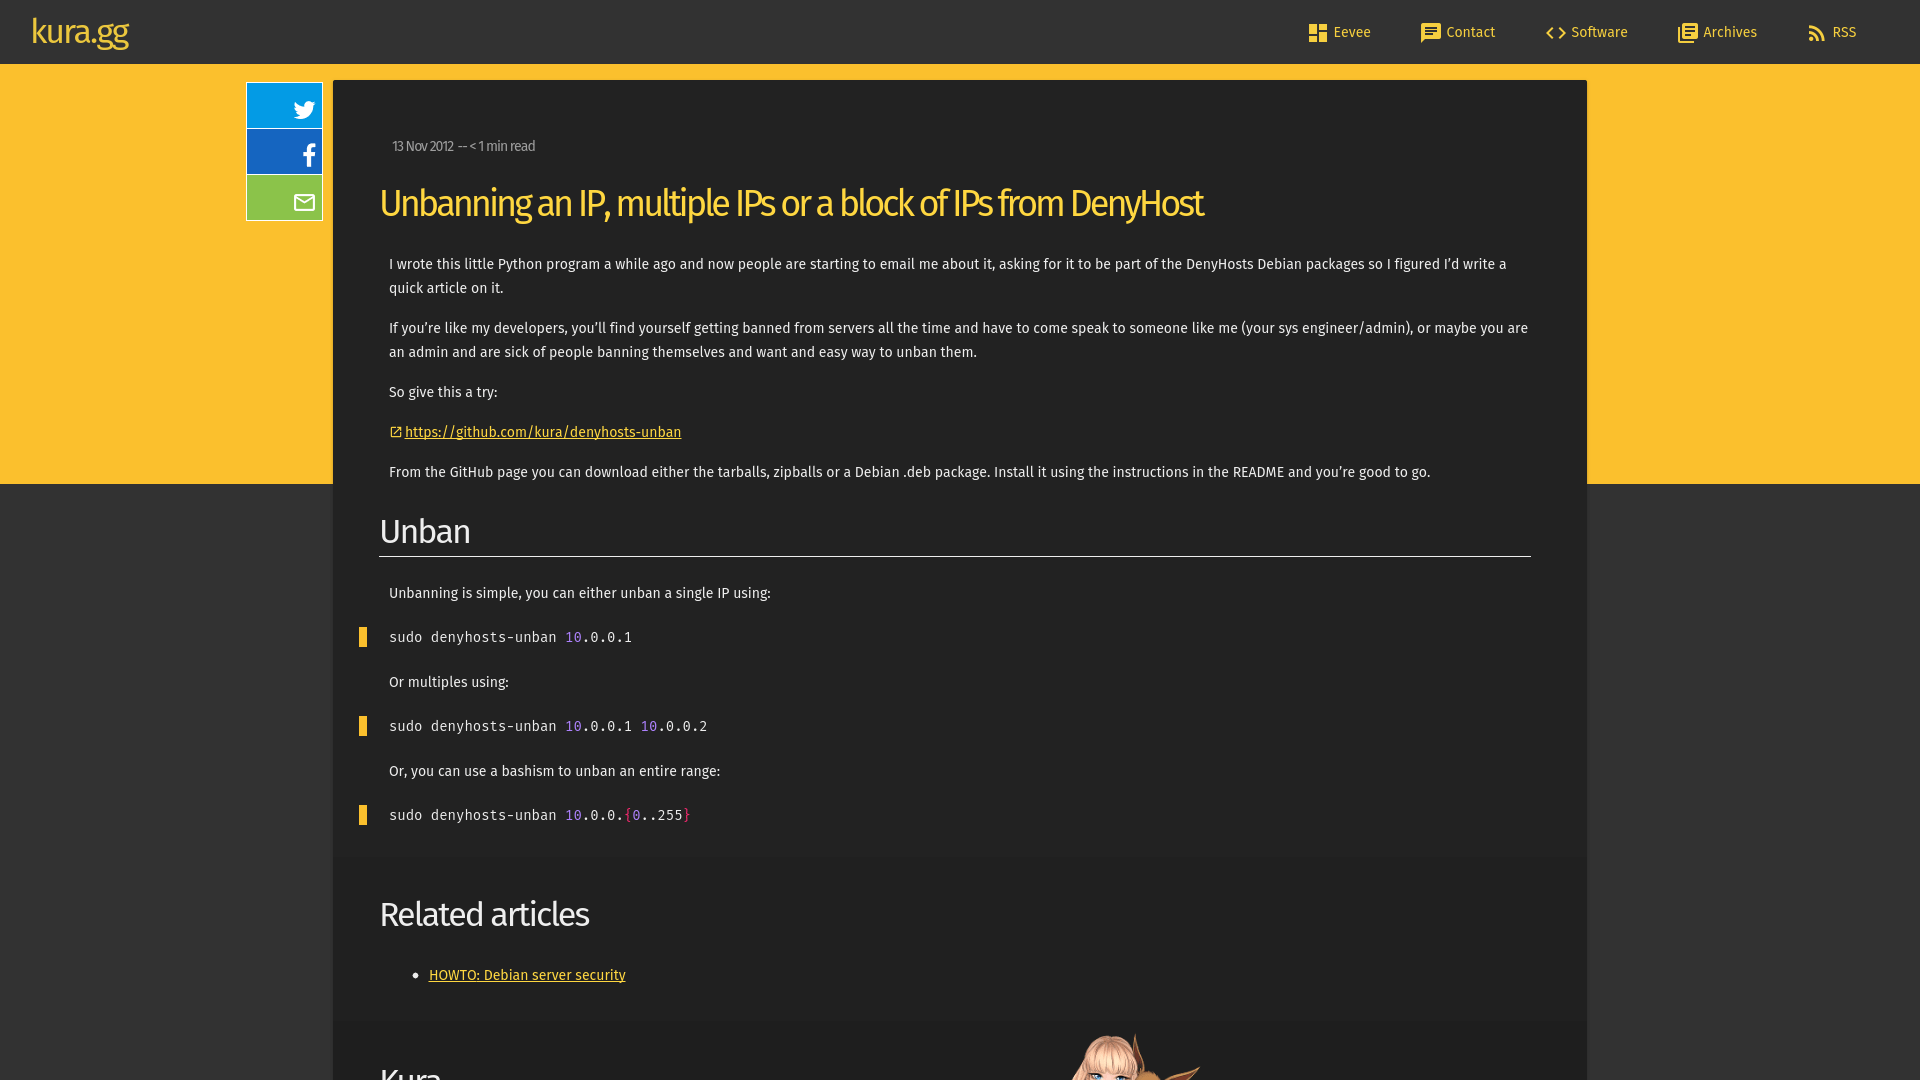 kura.gg
Eevee
Contact
Software
Archives
RSS
13 Nov 2012 -- < 1 min read
Unbanning an IP, multiple IPs or a block of IPs from DenyHost
I wrote this little Python program a while ago and now people are starting to email me about it, asking for it to be part of the DenyHosts Debian packages so I figured I’d write a
quick article on it.
If you’re like my developers, you’ll find yourself getting banned from servers all the time and have to come speak to someone like me (your sys engineer/admin), or maybe you are
an admin and are sick of people banning themselves and want and easy way to unban them.
So give this a try:
https://github.com/kura/denyhosts-unban
From the GitHub page you can download either the tarballs, zipballs or a Debian .deb package. Install it using the instructions in the README and you’re good to go.
Unban
Unbanning is simple, you can either unban a single IP using:
sudo denyhosts-unban 10.0.0.1
Or multiples using:
sudo denyhosts-unban 10.0.0.1 10.0.0.2
Or, you can use a bashism to unban an entire range:
sudo denyhosts-unban 10.0.0.{0..255}
Related articles
HOWTO: Debian server security
Kura